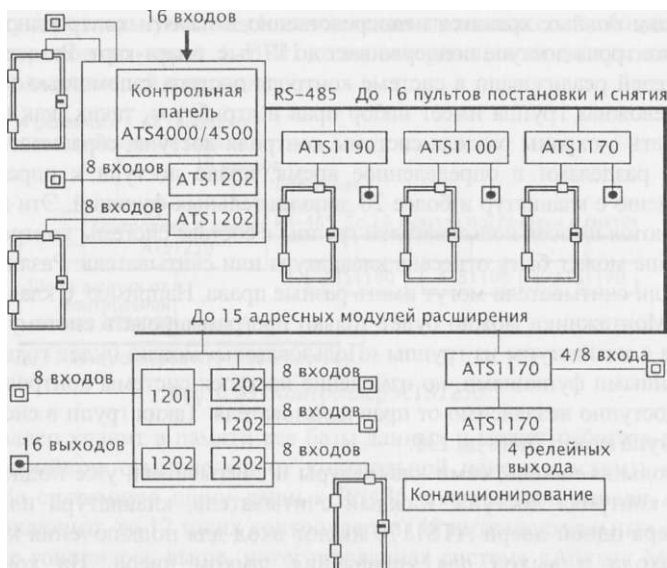 16 входов
Контрольная
панель
ATS4000/4500
RS-485 До 16 пультов постановки и снятия
ATS1190 ATS1100 ATS1170
8 входов ATS1202
8 входов ATS1202
До 15 адресных модулей расширения
8 входов 1201 1202 8 входов ATS1170 4/8 входа
1202 8 входов ATS1170
16 выходов 1202 1202 8 входов 4 релейных
выхода
Кондиционирование